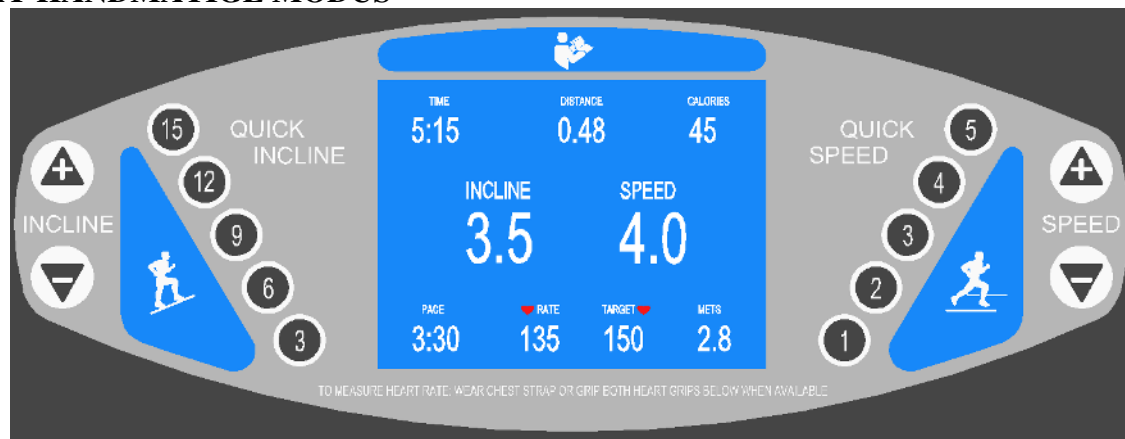 HANDMATIGE MODUS
TIME
5:15
DISTANCE
0.48
CALORIES
45
INCLINE
3.5
SPEED
4.0
PACE
3:30
RATE
135
TARGET
150
METS
2.8
QUICK
INCLINE
15
12
9
6
3
INCLINE
QUICK
SPEED
5
4
3
2
1
SPEED
TO MEASURE HEART RATE: WEAR CHEST STRAP OR GRIP BOTH HEART GRIPS BELOW WHEN AVAILABLE